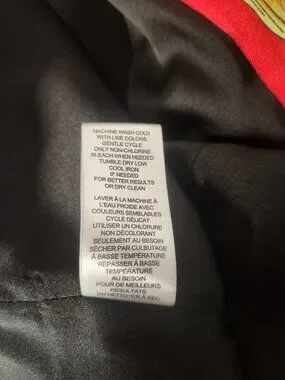 MACHINE WASH COLD
WITH LIKE COLORS
GENTLE CYCLE
ONLY NON-CHLORINE
BLEACH WHEN NEEDED
TUMBLE DRY LOW
COOL IRON
IF NEEDED
FOR BETTER RESULTS
OR DRY CLEAN
LAVER À LA MACHINE À
L'EAU FROIDE AVEC
COULEURS SEMBLABLES
CYCLE DÉLICAT
UTILISER UN CHLORURE
NON DÉCOLORANT
SEULEMENT AU BESOIN
SÉCHER PAR CULBUTAGE
À BASSE TEMPÉRATURE
REPASSER À BASSE
TEMPÉRATURE
AU BESOIN
POUR DE MEILLEURS
RÉSULTATS
OU NETTOYER À SEC